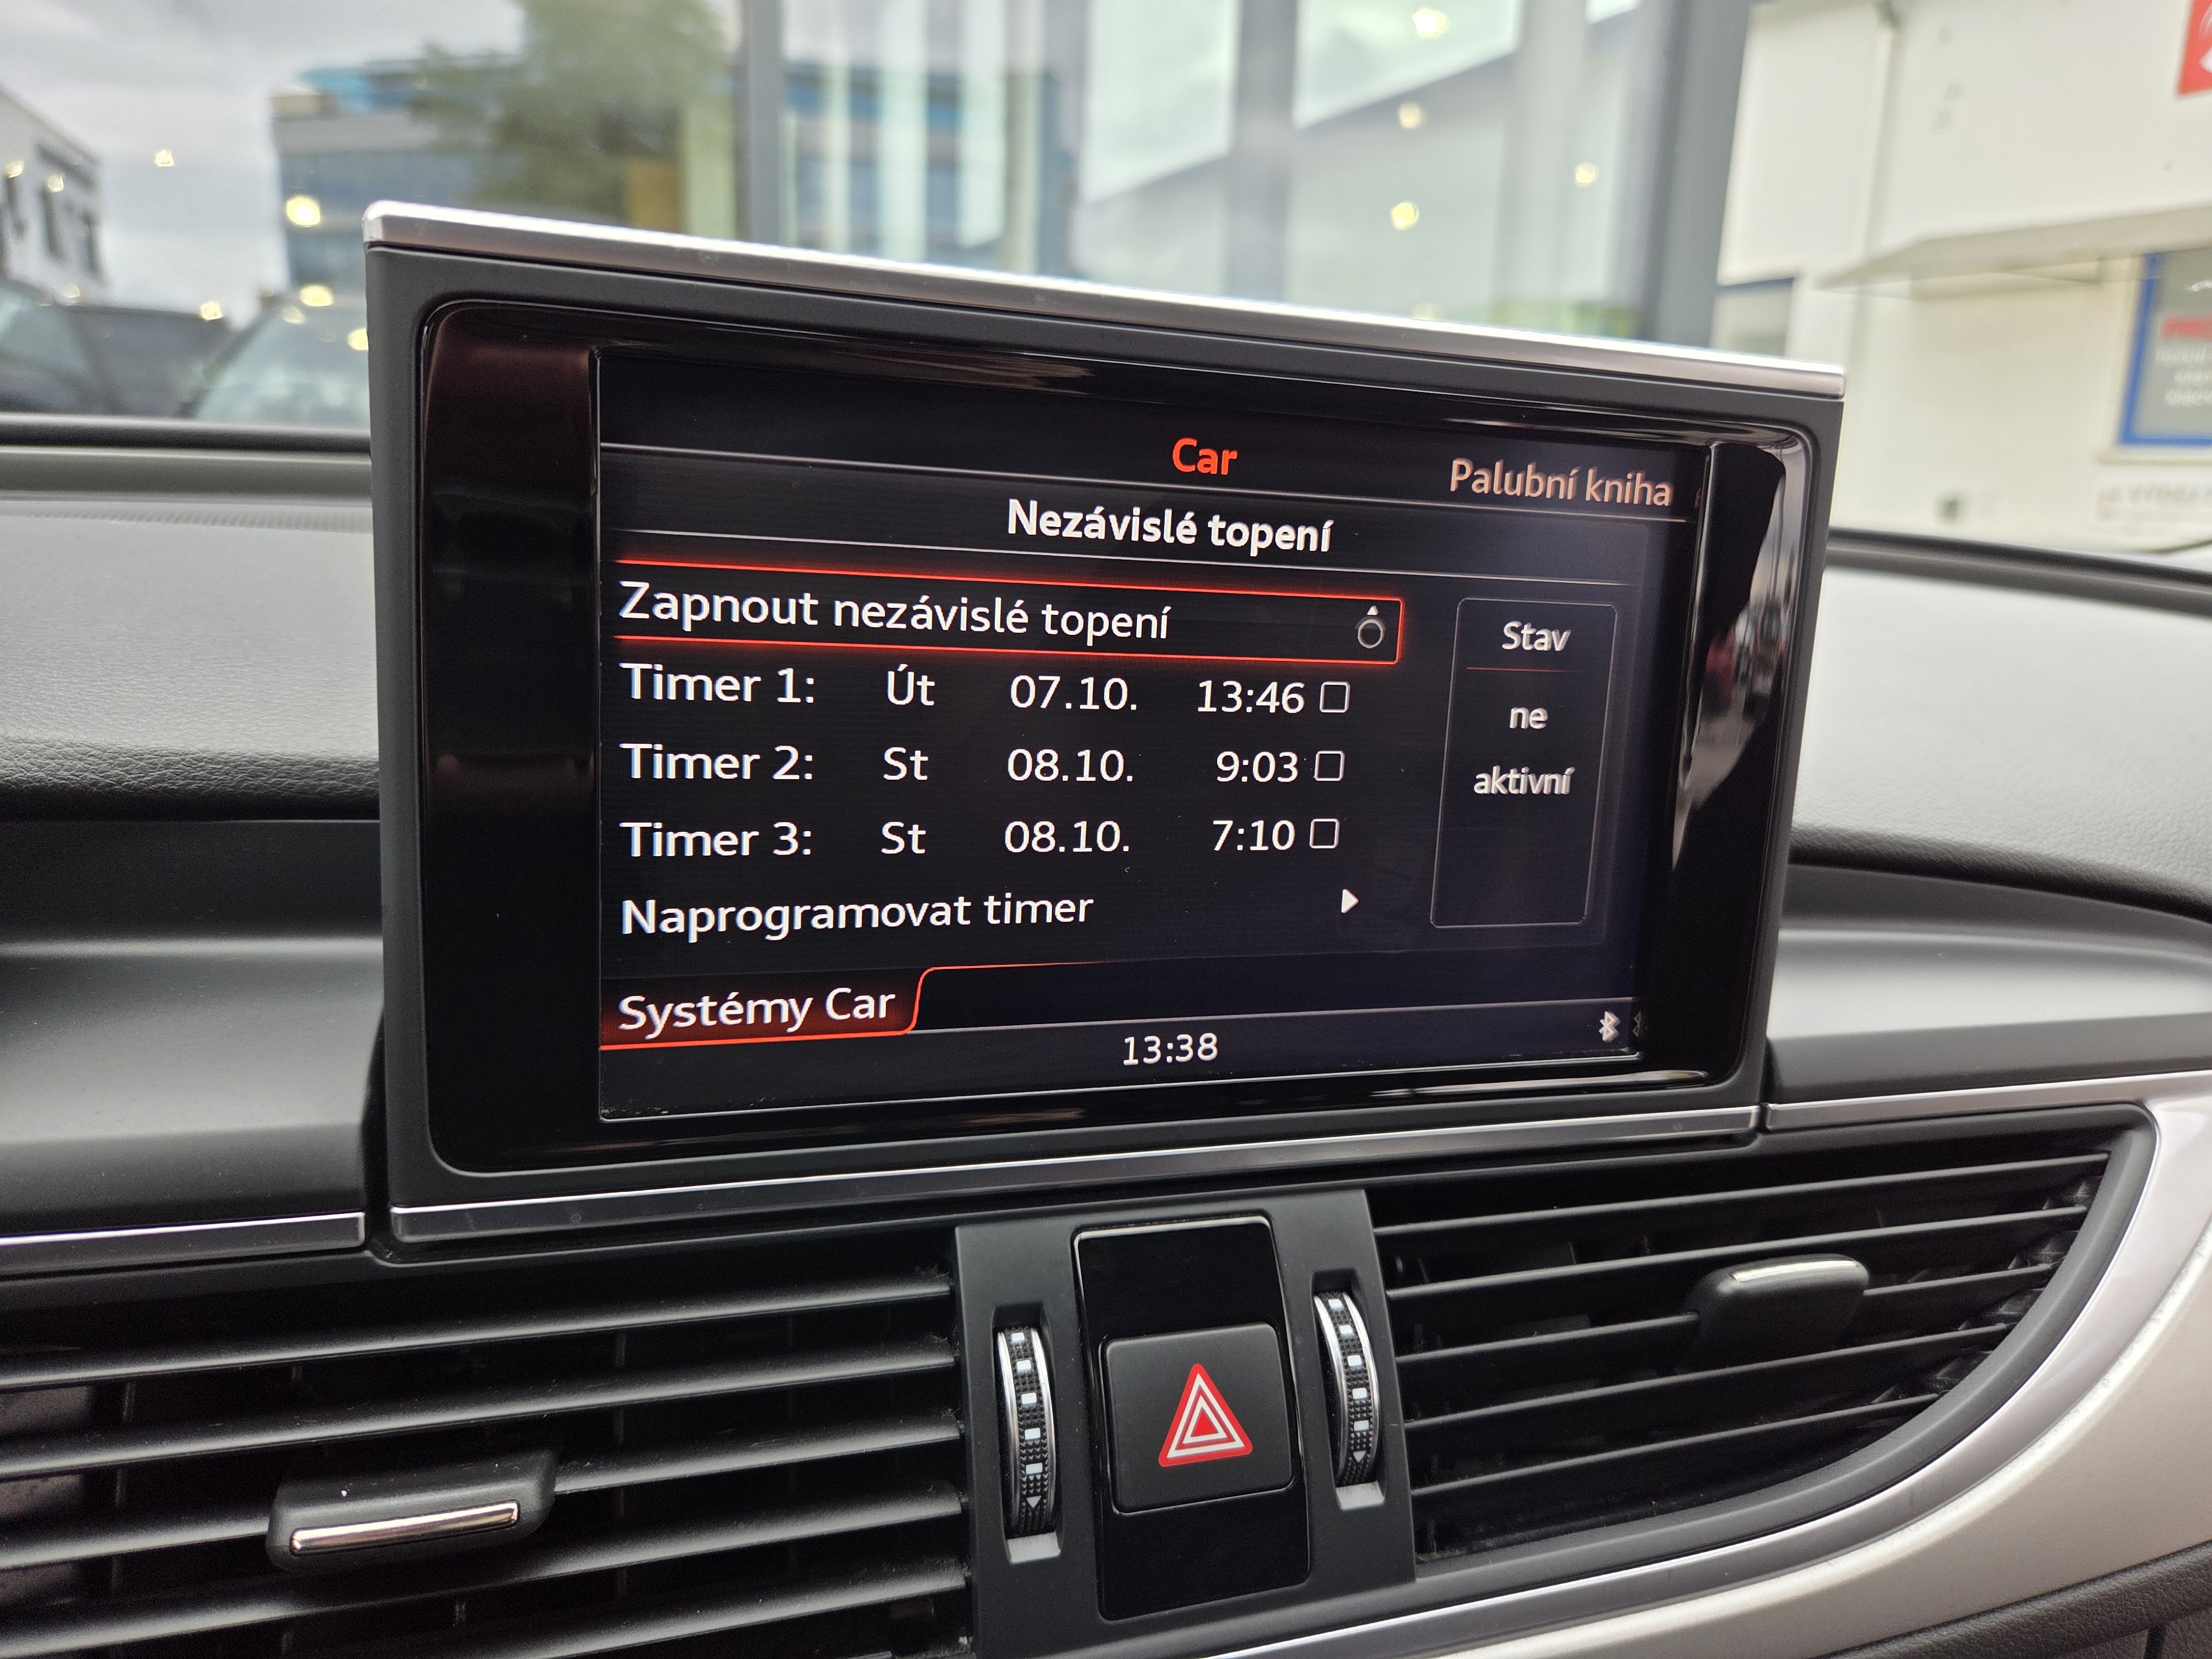 Car
Palubní kniha
Nezávislé topení
Zapnout nezávislé topení
Timer 1: Út 07.10. 13:46
Timer 2: St 08.10. 9:03
Timer 3: St 08.10. 7:10
Naprogramovat timer
Stav
ne
aktivní
Systémy Car
13:38